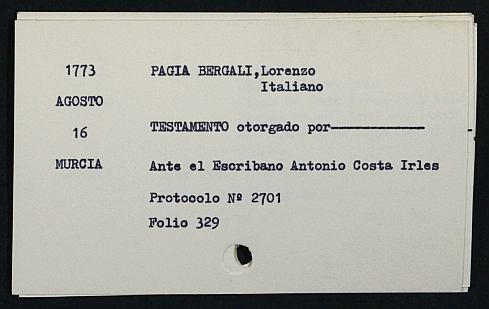 1773 PAGIA BERGALI,Lorenzo
Italiano
AGOSTO
16 TESTAMENTO otorgado por
MURCIA Ante el Escribano Antonio Costa Irles
Protocolo Nº 2701
Folio 329